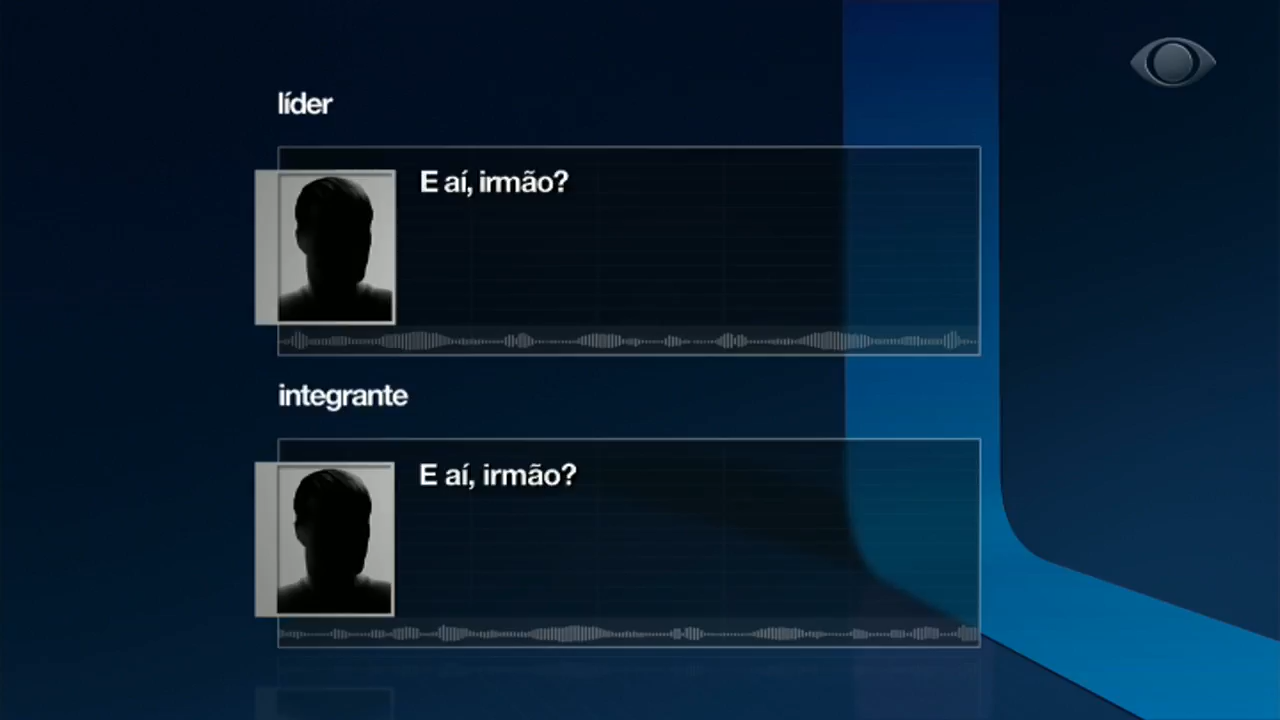 líder
E aí, irmão?
integrante
E aí, irmão?